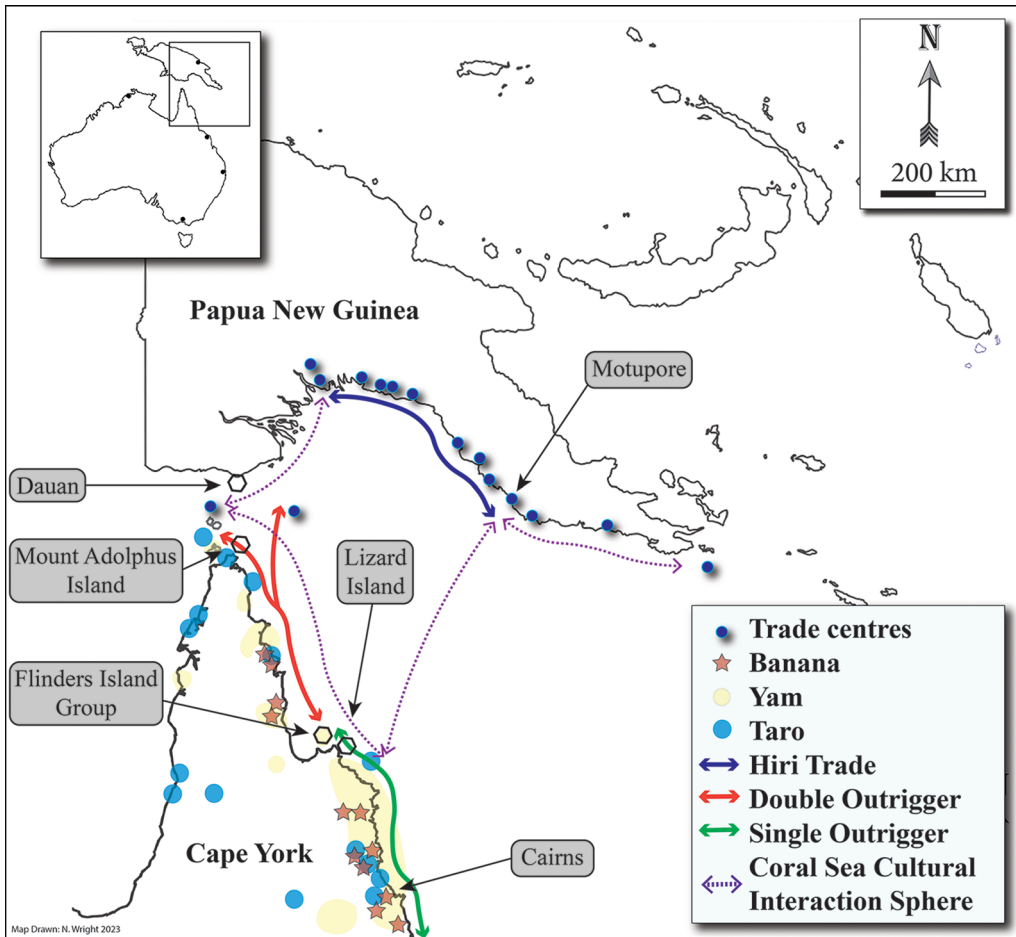 N
200 km
Papua New Guinea
Motupore
Dauan
Mount Adolphus
Island
Lizard
Island
Flinders Island
Group
Cape York
Cairns
Trade centres
Banana
Yam
Taro
Hiri Trade
Double Outrigger
Single Outrigger
Coral Sea Cultural
Interaction Sphere
Map Drawn: N. Wright 2023